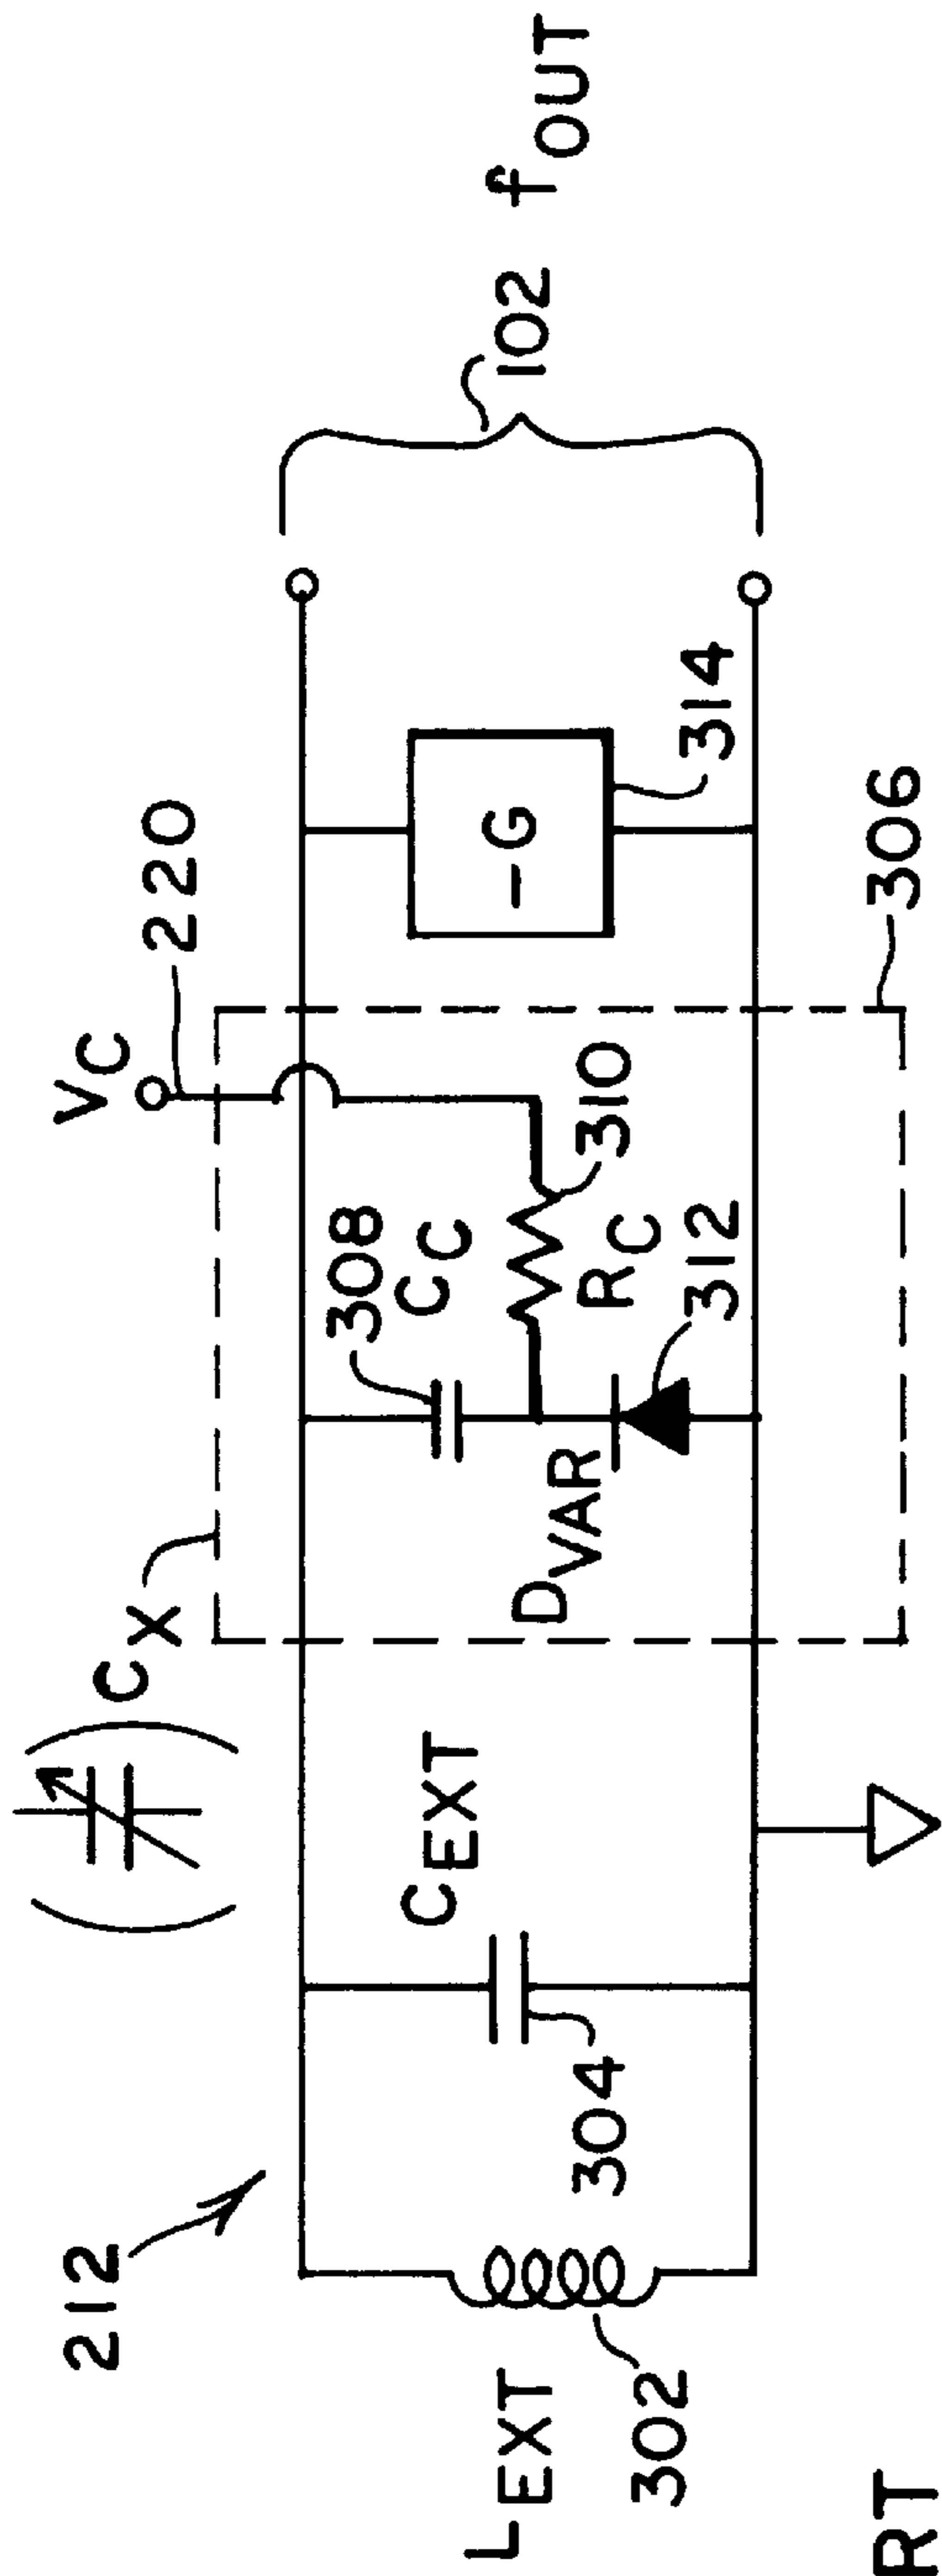 212
( ) CX
VC
220
LEXT
302
CEXT
304
DVAR
308
CC
310
RC
312
-G
314
306
102 fOUT
RT